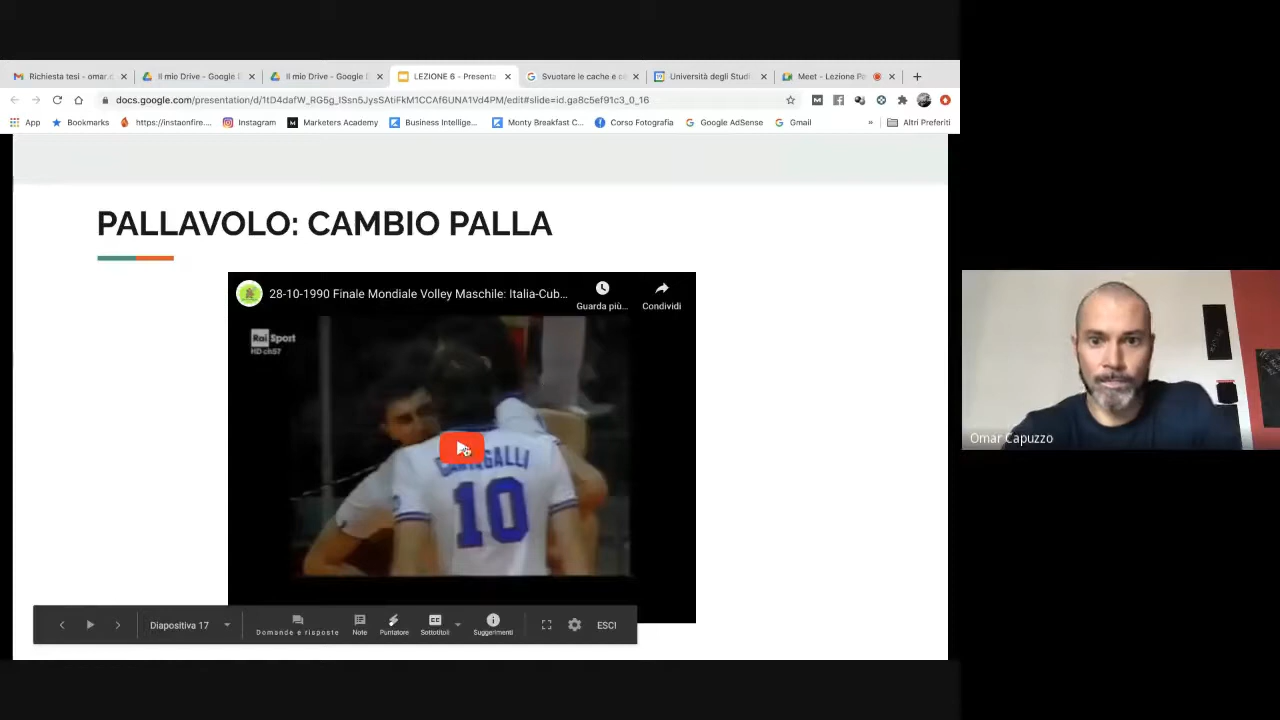 Richiesta tesi - omar.c
Il mio Drive - Google D
Il mio Drive - Google D
LEZIONE 6 - Presenta
Svuotare le cache e c
Università degli Studi
Meet - Lezione Pe
docs.google.com/presentation/d/1tD4dafW_RG5g_ISsn5JysSAtiFkM1CCAf6UNA1Vd4PM/edit#slide=id.ga8c5ef91c3_0_16
App
Bookmarks
https://instaonfire....
Instagram
Marketers Academy
Business Intellige...
Monty Breakfast C...
Corso Fotografia
Google AdSense
Gmail
»
Altri Preferiti
PALLAVOLO: CAMBIO PALLA
28-10-1990 Finale Mondiale Volley Maschile: Italia-Cub...
Guarda più...
Condividi
Rai Sport
HD ch57
10
Omar Capuzzo
Diapositiva 17
Domande e risposte
Note
Puntatore
Sottotitoli
Suggerimenti
ESCI